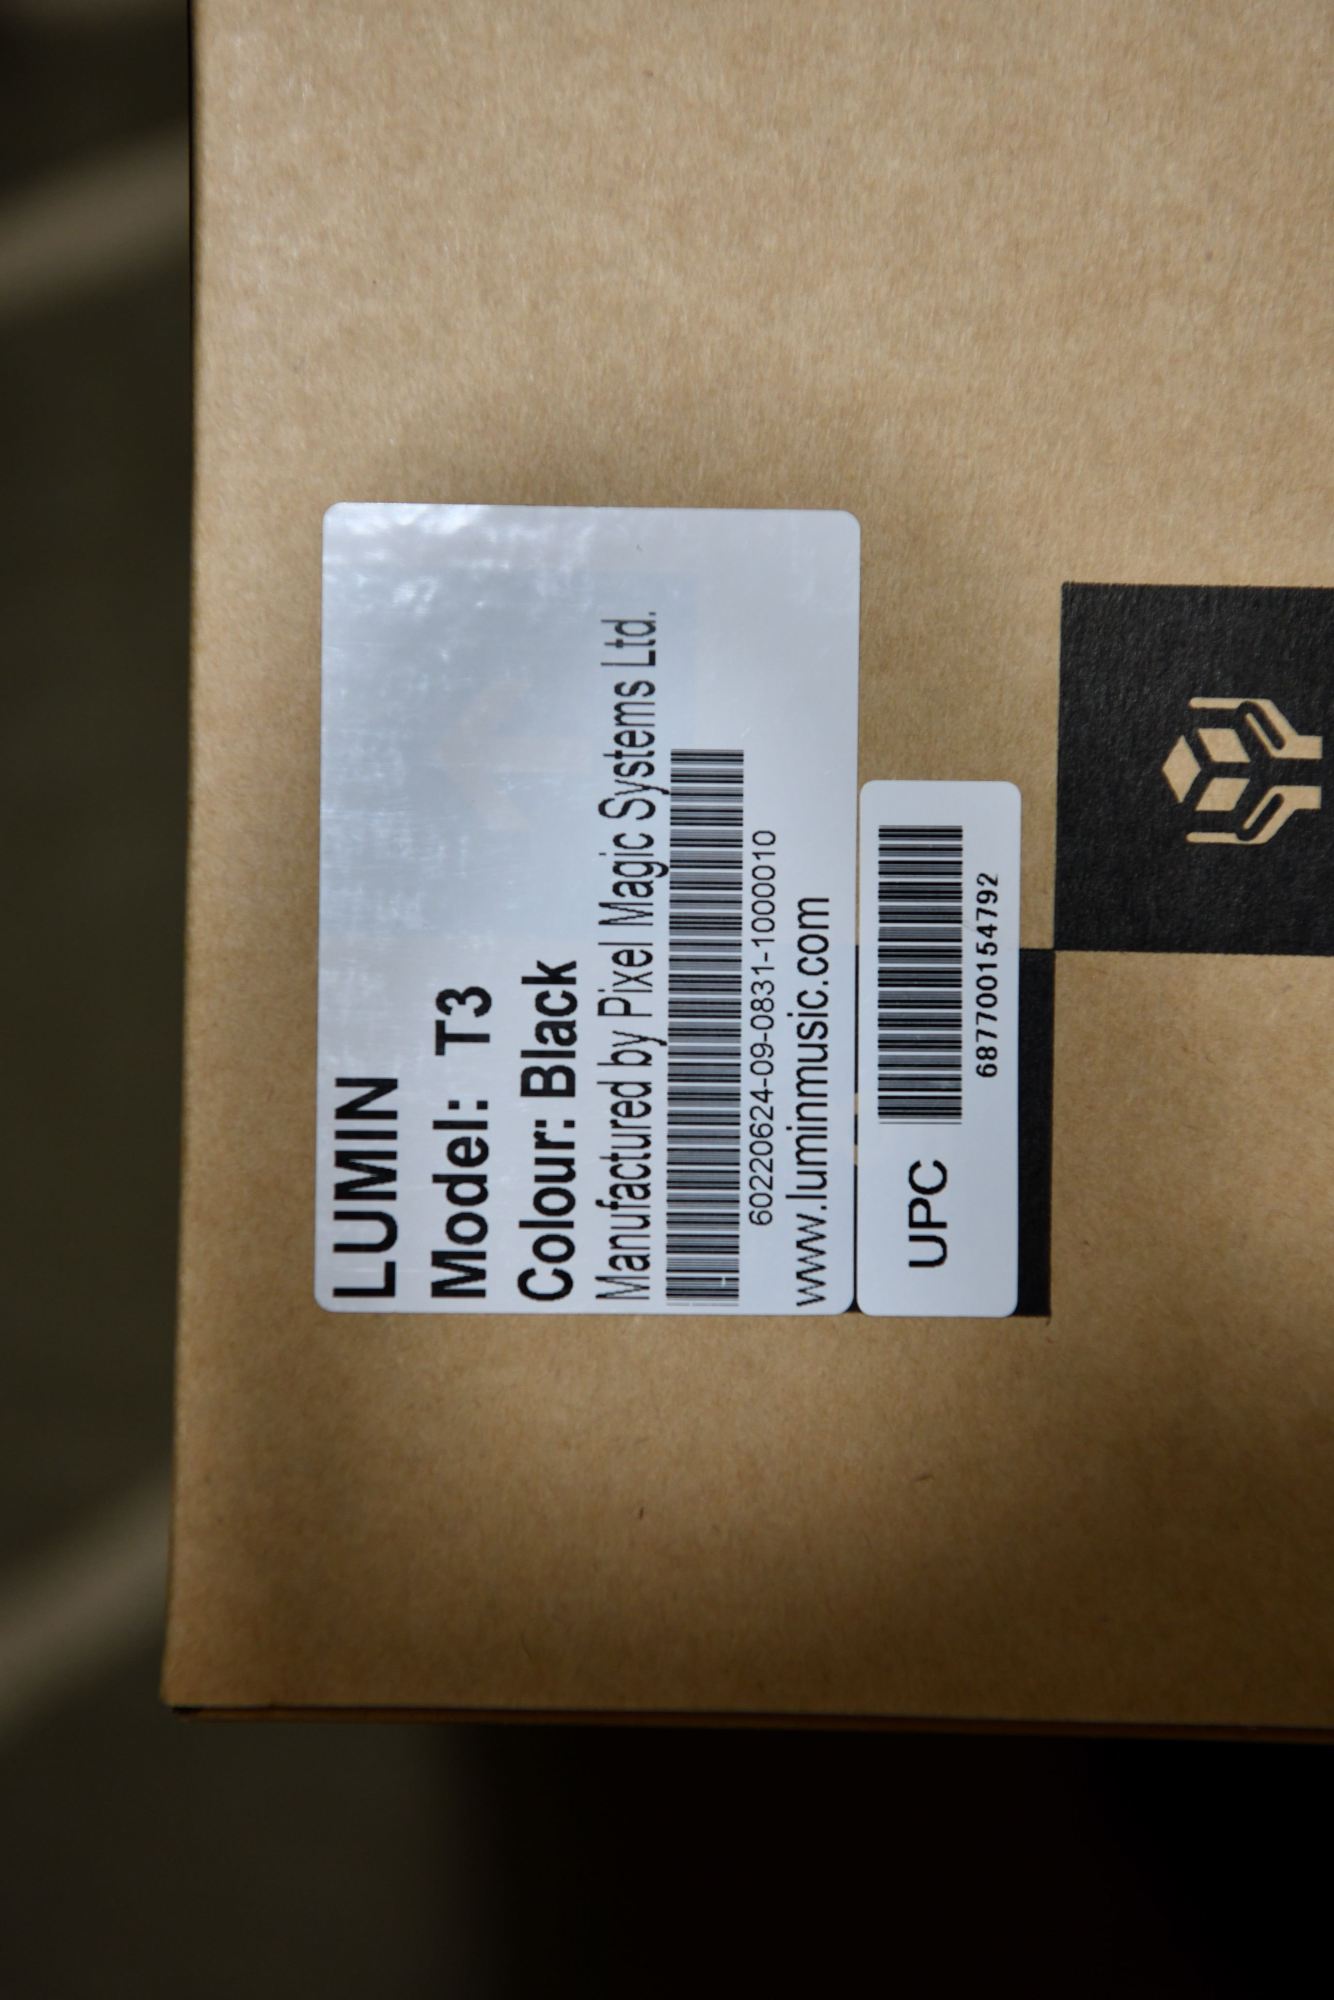 LUMIN
Model: T3
Colour: Black
Manufactured by Pixel Magic Systems Ltd.
60220624-09-0831-1000010
www.luminmusic.com
UPC
687700154792